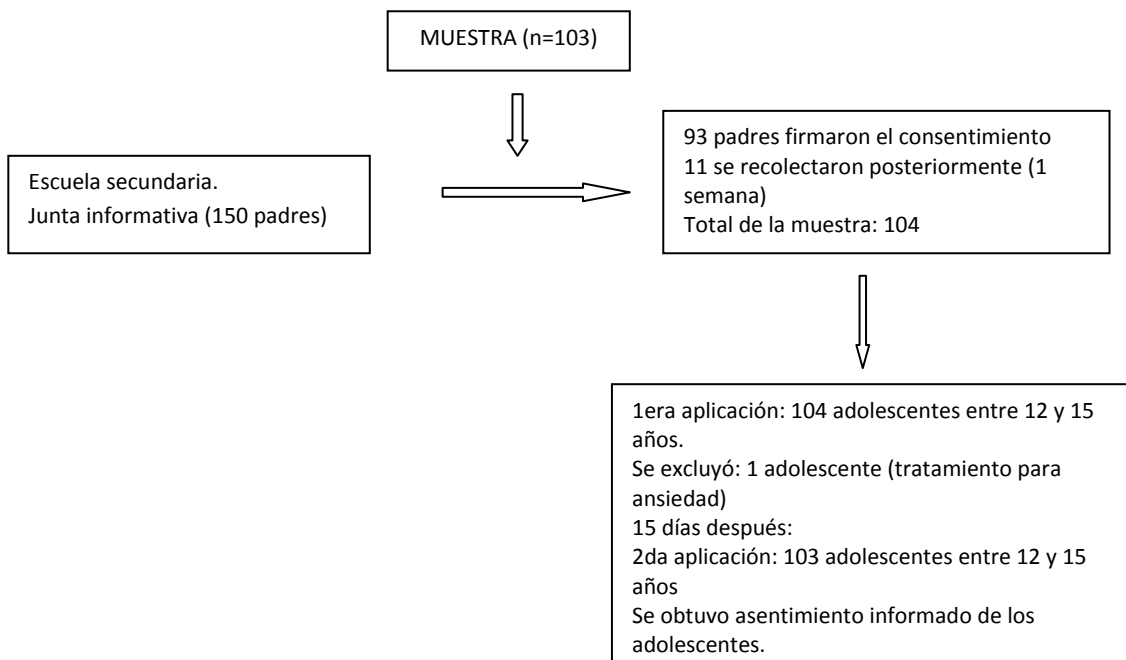 MUESTRA (n=103)
Escuela secundaria.
Junta informativa (150 padres)
93 padres firmaron el consentimiento
11 se recolectaron posteriormente (1
semana)
Total de la muestra: 104
1era aplicación: 104 adolescentes entre 12 y 15
años.
Se excluyó: 1 adolescente (tratamiento para
ansiedad)
15 días después:
2da aplicación: 103 adolescentes entre 12 y 15
años
Se obtuvo asentimiento informado de los
adolescentes.